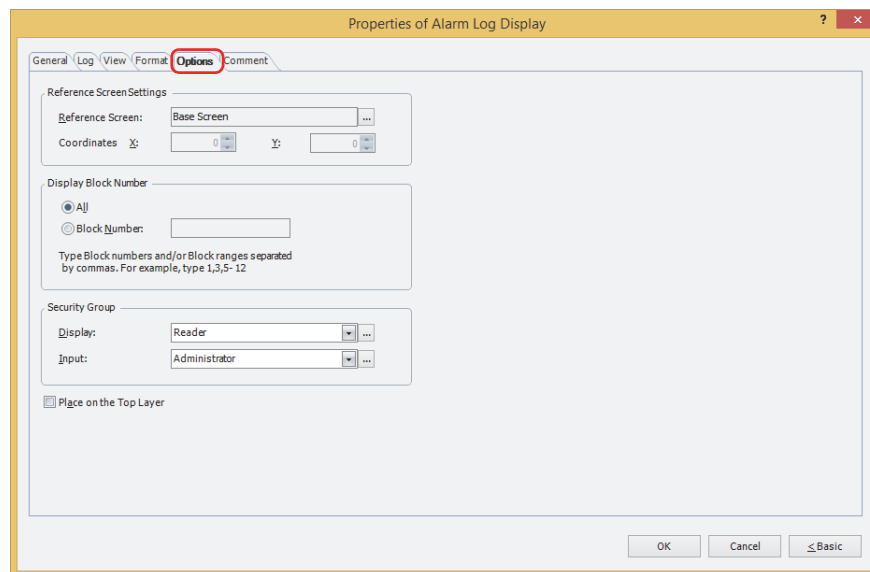 Properties of Alarm Log Display
? ×
General Log View Format Options Comment
Reference Screen Settings
Reference Screen: Base Screen ...
Coordinates X: 0 Y: 0
Display Block Number
All
Block Number:
Type Block numbers and/or Block ranges separated
by commas. For example, type 1,3,5- 12
Security Group
Display: Reader ...
Input: Administrator ...
Place on the Top Layer
OK Cancel < Basic